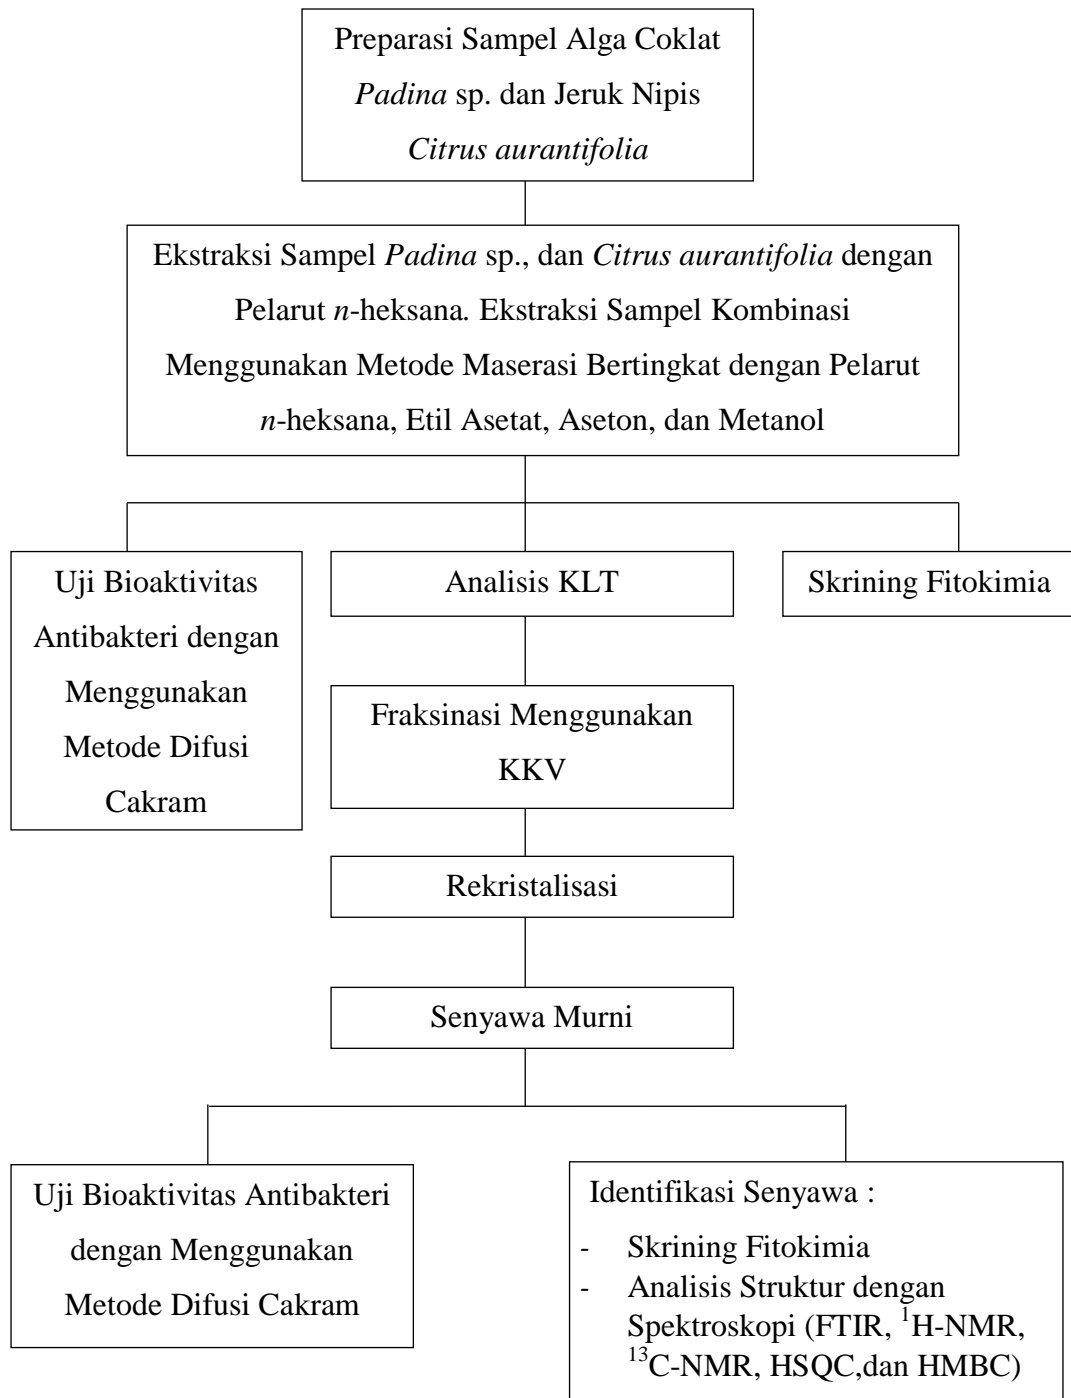 Preparasi Sampel Alga Coklat
Padina sp. dan Jeruk Nipis
Citrus aurantifolia
Ekstraksi Sampel Padina sp., dan Citrus aurantifolia dengan
Pelarut n-heksana. Ekstraksi Sampel Kombinasi
Menggunakan Metode Maserasi Bertingkat dengan Pelarut
n-heksana, Etil Asetat, Aseton, dan Metanol
Uji Bioaktivitas
Antibakteri dengan
Menggunakan
Metode Difusi
Cakram
Analisis KLT
Skrining Fitokimia
Fraksinasi Menggunakan
KKV
Rekristalisasi
Senyawa Murni
Uji Bioaktivitas Antibakteri
dengan Menggunakan
Metode Difusi Cakram
Identifikasi Senyawa :
- Skrining Fitokimia
- Analisis Struktur dengan
Spektroskopi (FTIR, ¹H-NMR,
¹³C-NMR, HSQC,dan HMBC)